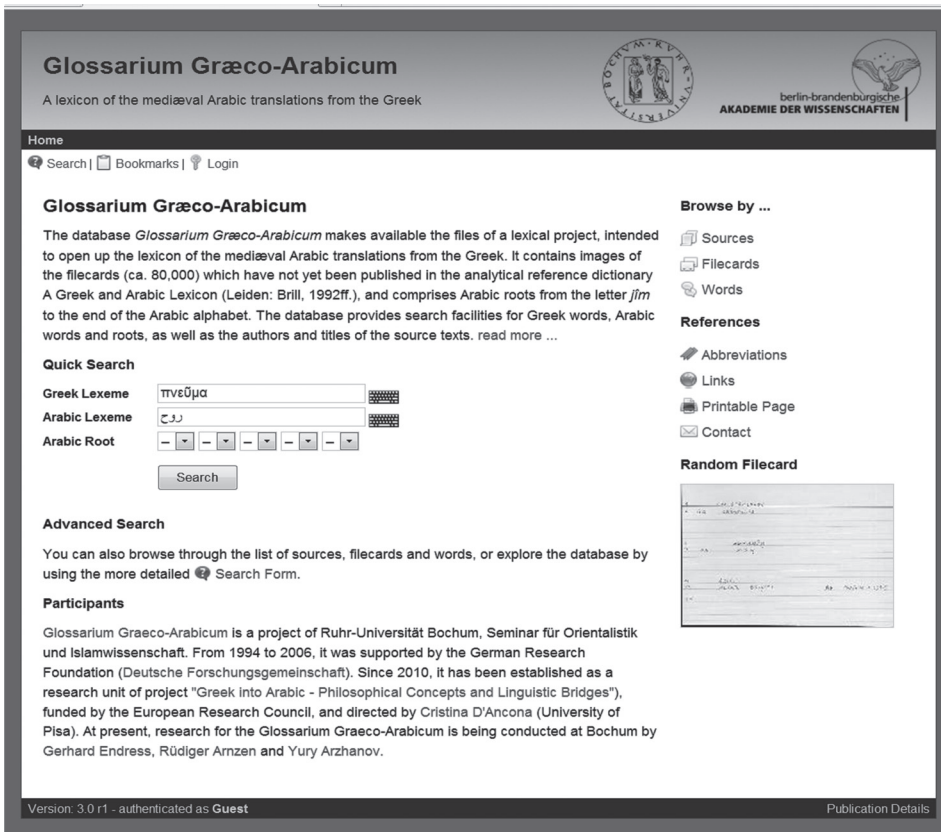 Glossarium Græco-Arabicum
A lexicon of the mediæval Arabic translations from the Greek
berlin-brandenburgische
AKADEMIE DER WISSENSCHAFTEN
Home
Search | Bookmarks | Login
Glossarium Græco-Arabicum
The database Glossarium Græco-Arabicum makes available the files of a lexical project, intended
to open up the lexicon of the mediæval Arabic translations from the Greek. It contains images of
the filecards (ca. 80,000) which have not yet been published in the analytical reference dictionary
A Greek and Arabic Lexicon (Leiden: Brill, 1992ff.), and comprises Arabic roots from the letter jîm
to the end of the Arabic alphabet. The database provides search facilities for Greek words, Arabic
words and roots, as well as the authors and titles of the source texts. read more ...
Quick Search
Greek Lexeme πνεῦμα
Arabic Lexeme روح
Arabic Root – – – – –
Search
Advanced Search
You can also browse through the list of sources, filecards and words, or explore the database by
using the more detailed Search Form.
Participants
Glossarium Graeco-Arabicum is a project of Ruhr-Universität Bochum, Seminar für Orientalistik
und Islamwissenschaft. From 1994 to 2006, it was supported by the German Research
Foundation (Deutsche Forschungsgemeinschaft). Since 2010, it has been established as a
research unit of project "Greek into Arabic - Philosophical Concepts and Linguistic Bridges"),
funded by the European Research Council, and directed by Cristina D'Ancona (University of
Pisa). At present, research for the Glossarium Graeco-Arabicum is being conducted at Bochum by
Gerhard Endress, Rüdiger Arnzen and Yury Arzhanov.
Browse by ...
Sources
Filecards
Words
References
Abbreviations
Links
Printable Page
Contact
Random Filecard
Version: 3.0 r1 - authenticated as Guest
Publication Details